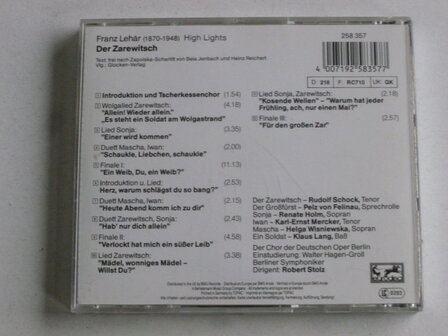 Franz Lehár (1870-1948) High Lights
258 357
Der Zarewitsch
Text: frei nach Zapolska-Scharlitt von Bela Jenbach und Heinz Reichert
Vlg.: Glocken-Verlag
4 007192 583577
D 218 F RC710 UK GK
Introduktion und Tscherkessenchor (1.54)
Wolgalied Zarewitsch: (4.18)
"Allein! Wieder allein."
„Es steht ein Soldat am Wolgastrand"
Lied Sonja: (3.35)
"Einer wird kommen"
Duett Mascha, Iwan: (2.00)
"Schaukle, Liebchen, schaukle"
Finale I: (11.13)
"Ein Weib, Du, ein Weib?"
Introduktion u. Lied: (2.53)
Herz, warum schlägst du so bang?"
Duett Mascha, Iwan: (2.15)
"Heute Abend komm ich zu dir"
Duett Zarewitsch, Sonja: (2.43)
"Hab' nur dich allein"
Finale II: (4.58)
"Verlockt hat mich ein süßer Leib"
Lied Zarewitsch: (3.38)
"Mädel, wonniges Mädel –
Willst Du?"
Lied Sonja, Zarewitsch: (2.18)
"Kosende Wellen" – "Warum hat jeder
Frühling, ach, nur einen Mai?"
Finale III: (2.57)
"Für den großen Zar"
Der Zarewitsch – Rudolf Schock, Tenor
Der Großfürst – Pelz von Felinau, Sprechrolle
Sonja – Renate Holm, Sopran
Iwan – Karl-Ernst Mercker, Tenor
Mascha – Helga Wisniewska, Sopran
Ein Soldat – Klaus Lang, Baß
Der Chor der Deutschen Oper Berlin
Einstudierung: Walter Hagen-Groll
Berliner Symphoniker
Dirigent: Robert Stolz